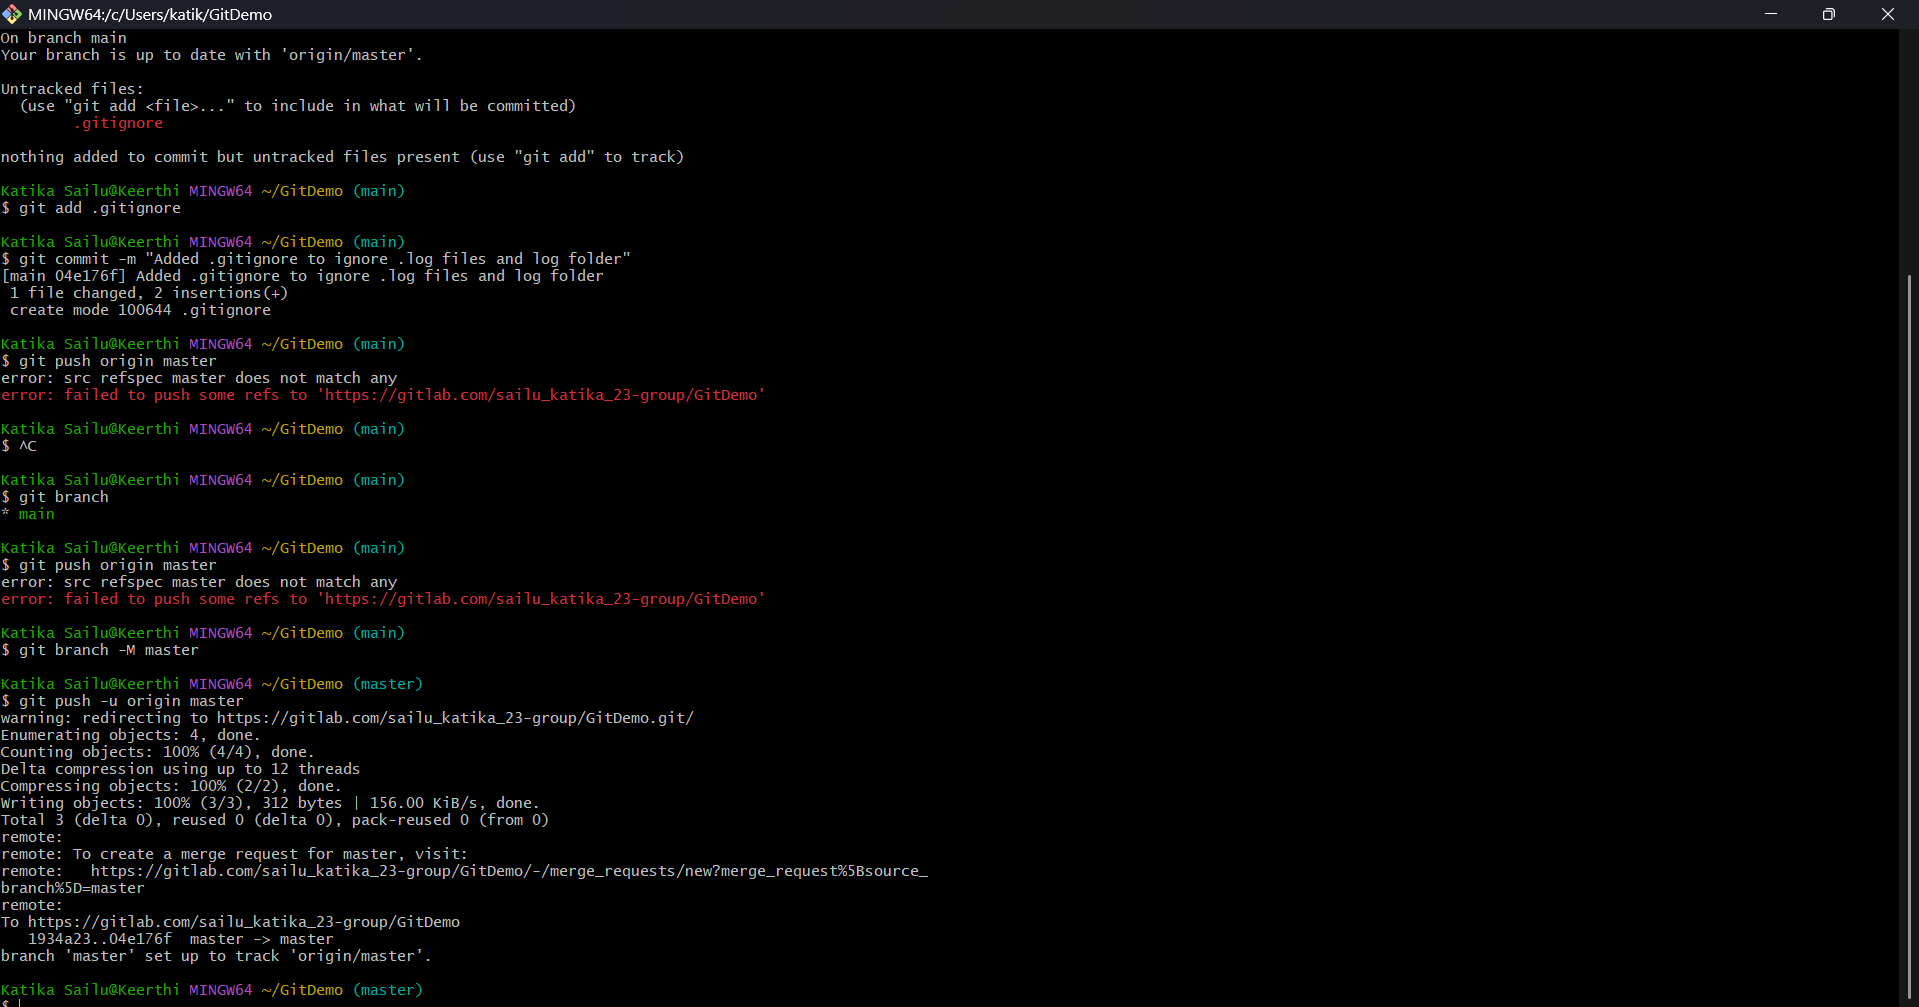 MINGW64:/c/Users/katik/GitDemo
On branch main
Your branch is up to date with 'origin/master'.
Untracked files:
  (use "git add <file>..." to include in what will be committed)
        .gitignore
nothing added to commit but untracked files present (use "git add" to track)
Katika Sailu@Keerthi MINGW64 ~/GitDemo (main)
$ git add .gitignore
Katika Sailu@Keerthi MINGW64 ~/GitDemo (main)
$ git commit -m "Added .gitignore to ignore .log files and log folder"
[main 04e176f] Added .gitignore to ignore .log files and log folder
 1 file changed, 2 insertions(+)
 create mode 100644 .gitignore
Katika Sailu@Keerthi MINGW64 ~/GitDemo (main)
$ git push origin master
error: src refspec master does not match any
error: failed to push some refs to 'https://gitlab.com/sailu_katika_23-group/GitDemo'
Katika Sailu@Keerthi MINGW64 ~/GitDemo (main)
$ ^C
Katika Sailu@Keerthi MINGW64 ~/GitDemo (main)
$ git branch
* main
Katika Sailu@Keerthi MINGW64 ~/GitDemo (main)
$ git push origin master
error: src refspec master does not match any
error: failed to push some refs to 'https://gitlab.com/sailu_katika_23-group/GitDemo'
Katika Sailu@Keerthi MINGW64 ~/GitDemo (main)
$ git branch -M master
Katika Sailu@Keerthi MINGW64 ~/GitDemo (master)
$ git push -u origin master
warning: redirecting to https://gitlab.com/sailu_katika_23-group/GitDemo.git/
Enumerating objects: 4, done.
Counting objects: 100% (4/4), done.
Delta compression using up to 12 threads
Compressing objects: 100% (2/2), done.
Writing objects: 100% (3/3), 312 bytes | 156.00 KiB/s, done.
Total 3 (delta 0), reused 0 (delta 0), pack-reused 0 (from 0)
remote:
remote: To create a merge request for master, visit:
remote:   https://gitlab.com/sailu_katika_23-group/GitDemo/-/merge_requests/new?merge_request%5Bsource_
branch%5D=master
remote:
To https://gitlab.com/sailu_katika_23-group/GitDemo
   1934a23..04e176f  master -> master
branch 'master' set up to track 'origin/master'.
Katika Sailu@Keerthi MINGW64 ~/GitDemo (master)
$